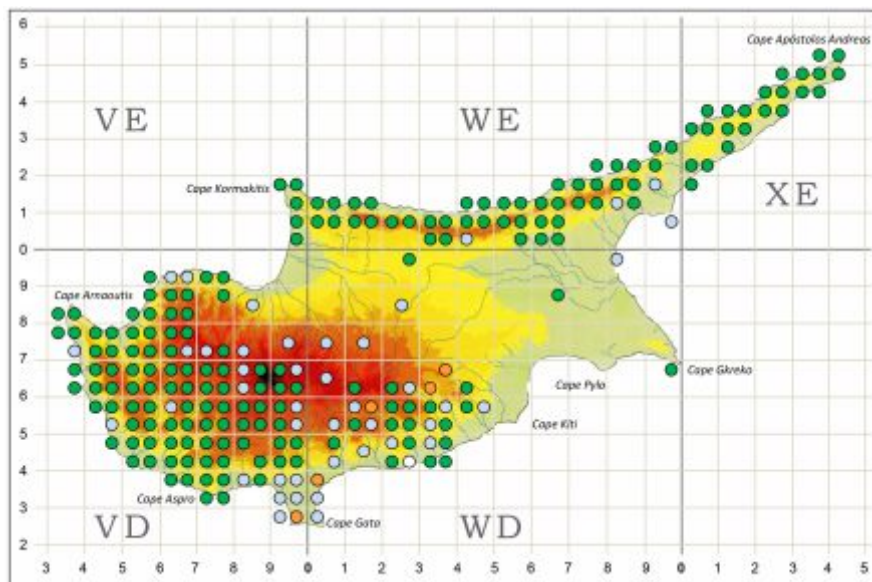 6
Cape Apóstolos Andreas
5
4
VE
WE
3
2
Cape Kormakitis
XE
1
0
9
Cape Arnaoutis
8
7
Cape Gkreko
Cape Pyla
6
Cape Kiti
5
4
Cape Aspro
3
VD
Cape Gata
WD
2
3 4 5 6 7 8 9 0 1 2 3 4 5 6 7 8 9 0 1 2 3 4 5